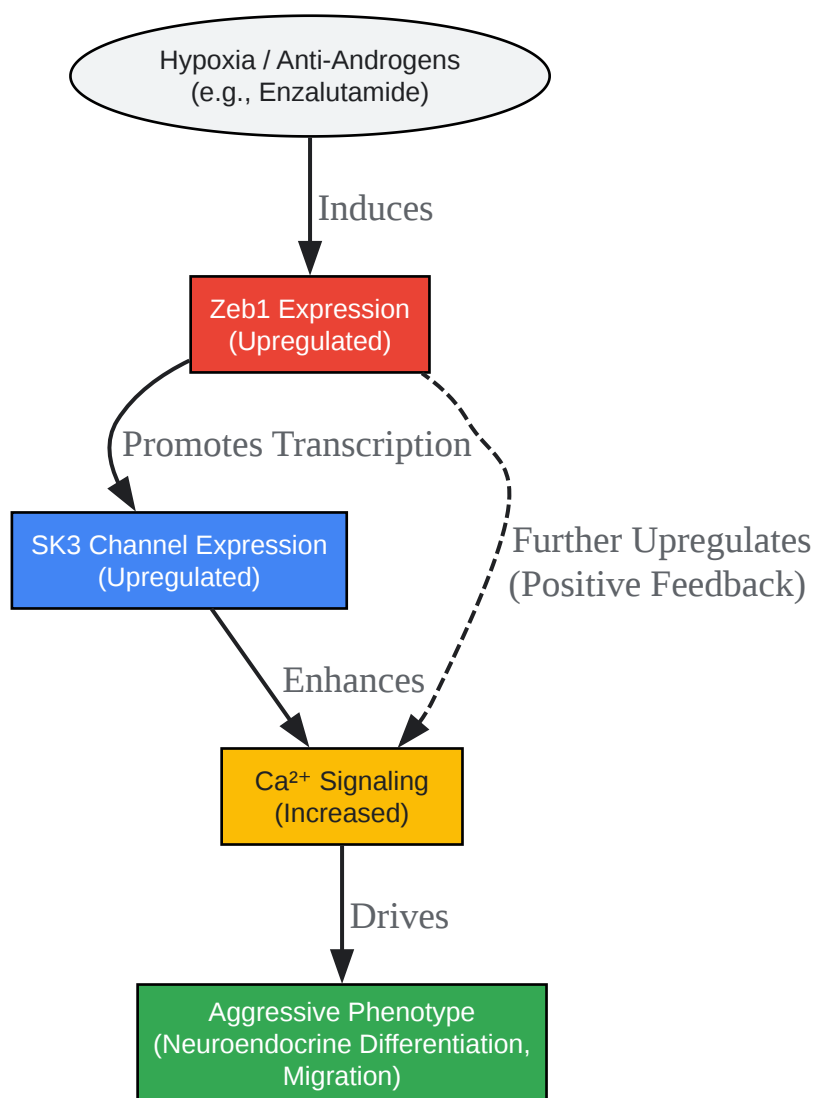 Hypoxia / Anti-Androgens
(e.g., Enzalutamide)
Induces
Zeb1 Expression
(Upregulated)
Promotes Transcription
SK3 Channel Expression
(Upregulated)
Further Upregulates
(Positive Feedback)
Enhances
Ca²⁺ Signaling
(Increased)
Drives
Aggressive Phenotype
(Neuroendocrine Differentiation,
Migration)